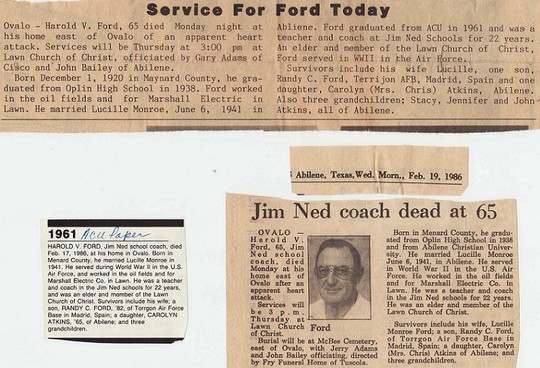 Service For Ford Today
Ovalo - Harold V. Ford, 65 died Monday night at
his home east of Ovalo of an apparent heart
attack. Services will be Thursday at 3:00 pm at
Lawn Church of Christ, officiated by Gary Adams of
Cisco and John Bailey of Abilene.
Born December 1, 1920 in Maynard County, he gra-
duated from Oplin High School in 1938. Ford worked
in the oil fields and for Marshall Electric in
Lawn. He married Lucille Monroe, June 6, 1941 in
Abilene. Ford graduated from ACU in 1961 and was a
teacher and coach at Jim Ned Schools for 22 years.
An elder and member of the Lawn Church of Christ,
Ford served in WWII in the Air Force.
Survivors include his wife Lucille, one son,
Randy C. Ford, Terrijon AFB, Madrid, Spain and one
daughter, Carolyn (Mrs. Chris) Atkins, Abilene.
Also three grandchildren; Stacy, Jennifer and John
Atkins, all of Abilene.
Abilene, Texas,Wed. Morn., Feb. 19, 1986
1961 ACU Paper
HAROLD V. FORD, Jim Ned school coach, died
Feb. 17, 1986, at his home in Ovalo. Born in
Menard County, he married Lucille Monroe in
1941. He served during World War II in the U.S.
Air Force, and worked in the oil fields and for
Marshall Electric Co. in Lawn. He was a teacher
and coach in the Jim Ned schools for 22 years,
and was an elder and member of the Lawn
Church of Christ. Survivors include his wife; a
son, RANDY C. FORD, '82, of Torrgon Air Force
Base in Madrid, Spain; a daughter, CAROLYN
ATKINS, '65, of Abilene; and three
grandchildren.
Jim Ned coach dead at 65
OVALO —
Harold V.
Ford, 65, Jim
Ned school
coach, died
Monday at his
home east of
Ovalo after an
apparent heart
attack.
Services will
be 3 p.m.
Thursday at
Lawn Church
of Christ.
Burial will be at McBee Cemetery,
east of Ovalo, with Jerry Adams
and John Bailey officiating, directed
by Fry Funeral Home of Tuscola.
Ford
Born in Menard County, he gradu-
uated from Oplin High School in 1938
and from Abilene Christian Univer-
sity. He married Lucille Monroe
June 6, 1941, in Abilene. He served
in World War II in the U.S. Air
Force. He worked in the oil fields
and for Marshall Electric Co. in
Lawn. He was a teacher and coach
in the Jim Ned schools for 22 years.
He was an elder and member of the
Lawn Church of Christ.
Survivors include his wife, Lucille
Monroe Ford; a son, Randy C. Ford,
of Torrgon Air Force Base in
Madrid, Spain; a daughter, Carolyn
(Mrs. Chris) Atkins of Abilene; and
three grandchildren.